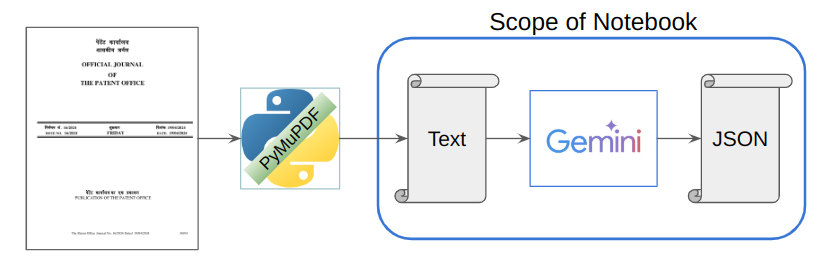 Scope of Notebook
पेटेंट कार्यालय
शासकीय जर्नल
OFFICIAL JOURNAL
OF
THE PATENT OFFICE
निर्गमन सं. 16/2024 शुक्रवार दिनांक: 19/04/2024
ISSUE NO. 16/2024 FRIDAY DATE: 19/04/2024
पेटेंट कार्यालय का एक प्रकाशन
PUBLICATION OF THE PATENT OFFICE
The Patent Office Journal No. 16/2024 Dated 19/04/2024
PyMuPDF
Text
Gemini
JSON